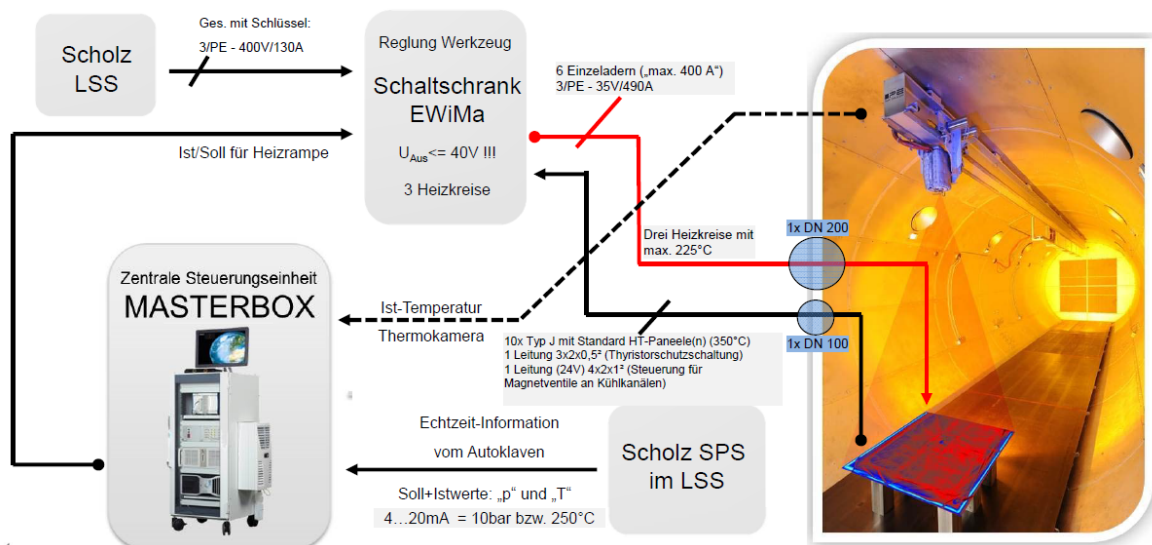 Scholz
LSS
Ges. mit Schlüssel:
3/PE - 400V/130A
Reglung Werkzeug
Schaltschrank
EWiMa
U_Aus<= 40V !!!
3 Heizkreise
6 Einzeladern („max. 400 A“)
3/PE - 35V/490A
Ist/Soll für Heizrampe
Drei Heizkreise mit
max. 225°C
1x DN 200
1x DN 100
Zentrale Steuerungseinheit
MASTERBOX
Ist-Temperatur
Thermokamera
10x Typ J mit Standard HT-Paneele(n) (350°C)
1 Leitung 3x2x0,5² (Thyristorschutzschaltung)
1 Leitung (24V) 4x2x1² (Steuerung für
Magnetventile an Kühlkanälen)
Echtzeit-Information
vom Autoklaven
Soll+Istwerte: „p“ und „T“
4…20mA = 10bar bzw. 250°C
Scholz SPS
im LSS